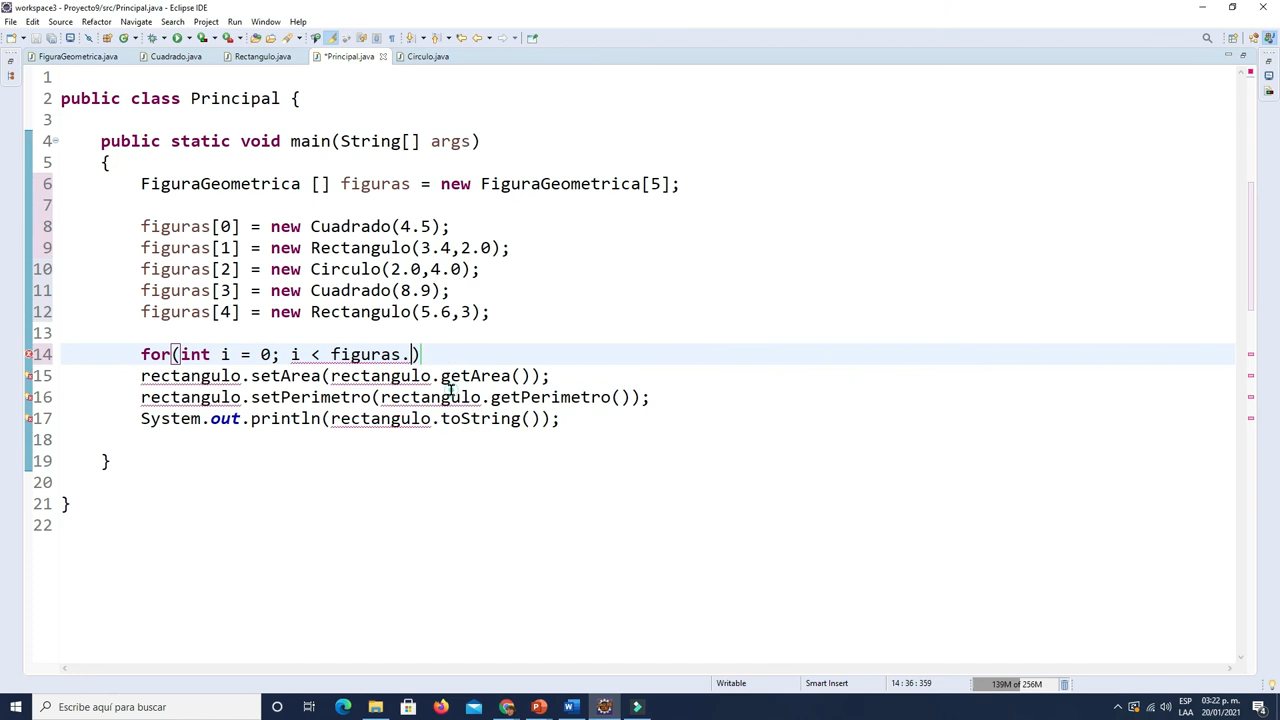 workspace3 - Proyecto9/src/Principal.java - Eclipse IDE
File Edit Source Refactor Navigate Search Project Run Window Help
FiguraGeometrica.java Cuadrado.java Rectangulo.java *Principal.java Circulo.java
1
2 public class Principal {
3
4 public static void main(String[] args)
5 {
6 FiguraGeometrica [] figuras = new FiguraGeometrica[5];
7
8 figuras[0] = new Cuadrado(4.5);
9 figuras[1] = new Rectangulo(3.4,2.0);
10 figuras[2] = new Circulo(2.0,4.0);
11 figuras[3] = new Cuadrado(8.9);
12 figuras[4] = new Rectangulo(5.6,3);
13
14 for(int i = 0; i < figuras.)
15 rectangulo.setArea(rectangulo.getArea());
16 rectangulo.setPerimetro(rectangulo.getPerimetro());
17 System.out.println(rectangulo.toString());
18
19 }
20
21 }
22
Writable Smart Insert 14 : 36 : 359 139M of 256M
Escribe aquí para buscar
ESP 03:22 p. m.
LAA 20/01/2021